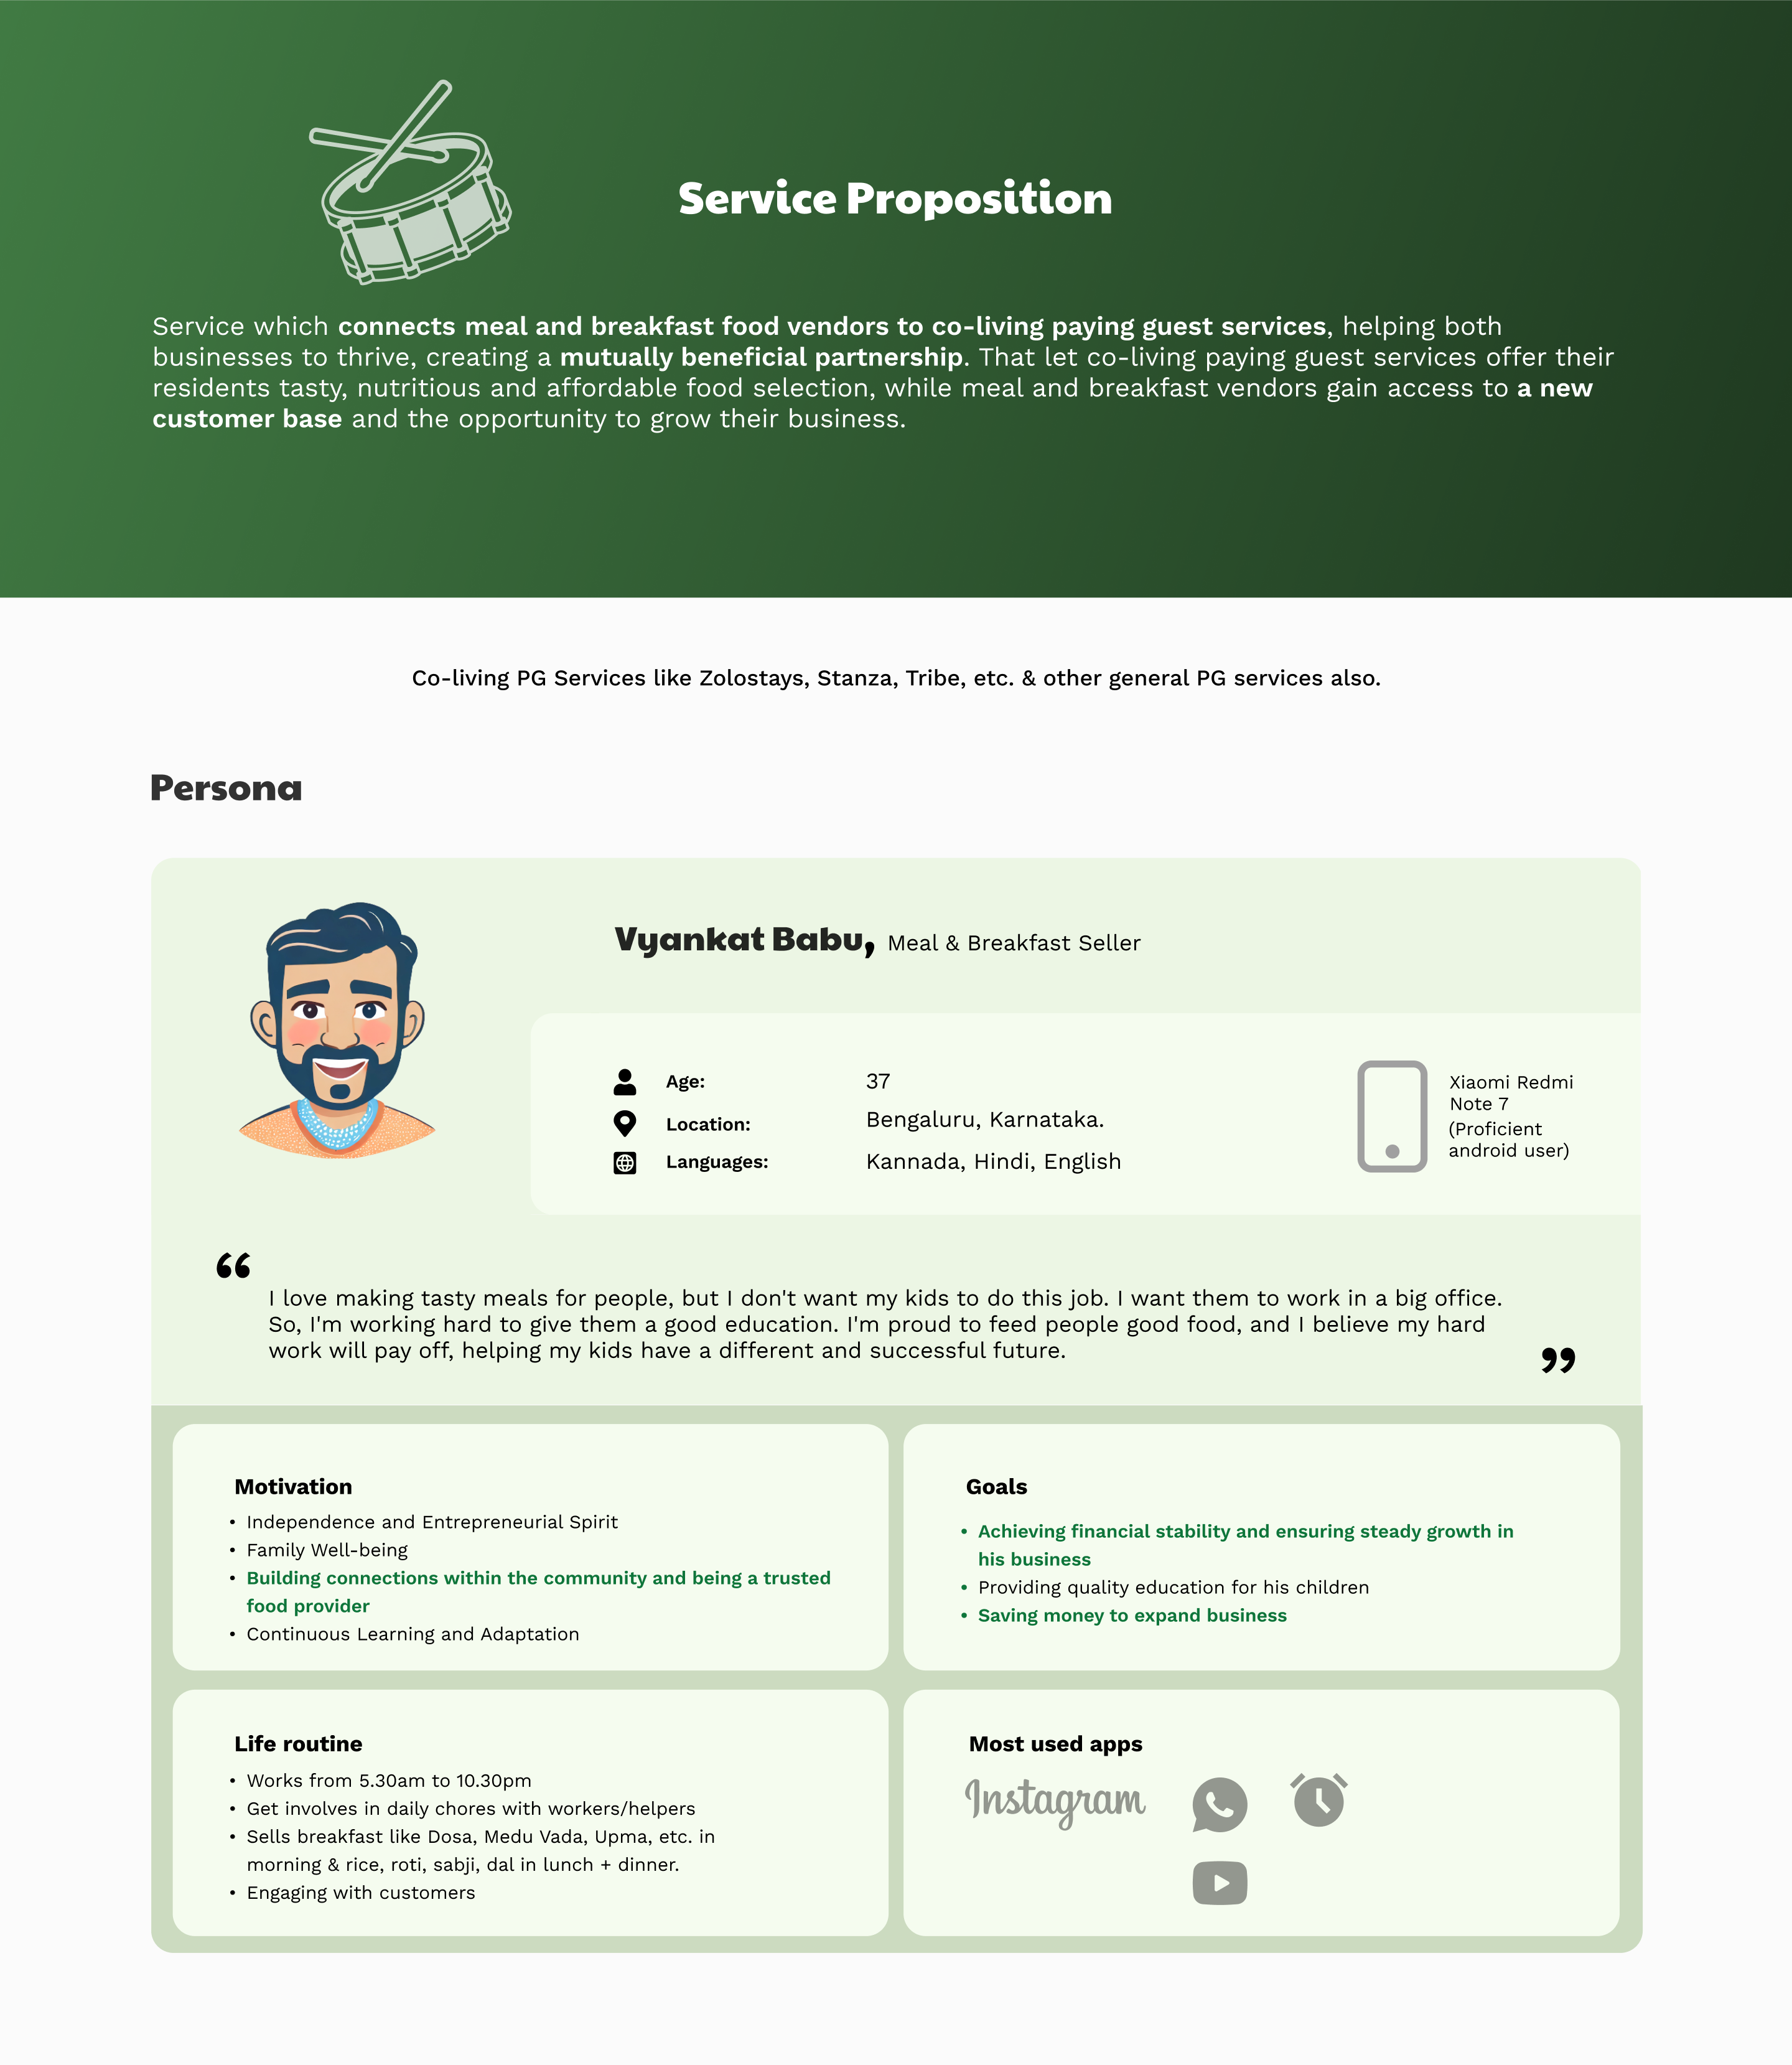 Service Proposition
Service which connects meal and breakfast food vendors to co-living paying guest services, helping both
businesses to thrive, creating a mutually beneficial partnership. That let co-living paying guest services offer their
residents tasty, nutritious and affordable food selection, while meal and breakfast vendors gain access to a new
customer base and the opportunity to grow their business.
Co-living PG Services like Zolostays, Stanza, Tribe, etc. & other general PG services also.
Persona
Vyankat Babu, Meal & Breakfast Seller
Age: 37
Location: Bengaluru, Karnataka.
Languages: Kannada, Hindi, English
Xiaomi Redmi
Note 7
(Proficient
android user)
“
I love making tasty meals for people, but I don't want my kids to do this job. I want them to work in a big office.
So, I'm working hard to give them a good education. I'm proud to feed people good food, and I believe my hard
work will pay off, helping my kids have a different and successful future.
”
Motivation
• Independence and Entrepreneurial Spirit
• Family Well-being
• Building connections within the community and being a trusted
food provider
• Continuous Learning and Adaptation
Goals
• Achieving financial stability and ensuring steady growth in
his business
• Providing quality education for his children
• Saving money to expand business
Life routine
• Works from 5.30am to 10.30pm
• Get involves in daily chores with workers/helpers
• Sells breakfast like Dosa, Medu Vada, Upma, etc. in
morning & rice, roti, sabji, dal in lunch + dinner.
• Engaging with customers
Most used apps
Instagram